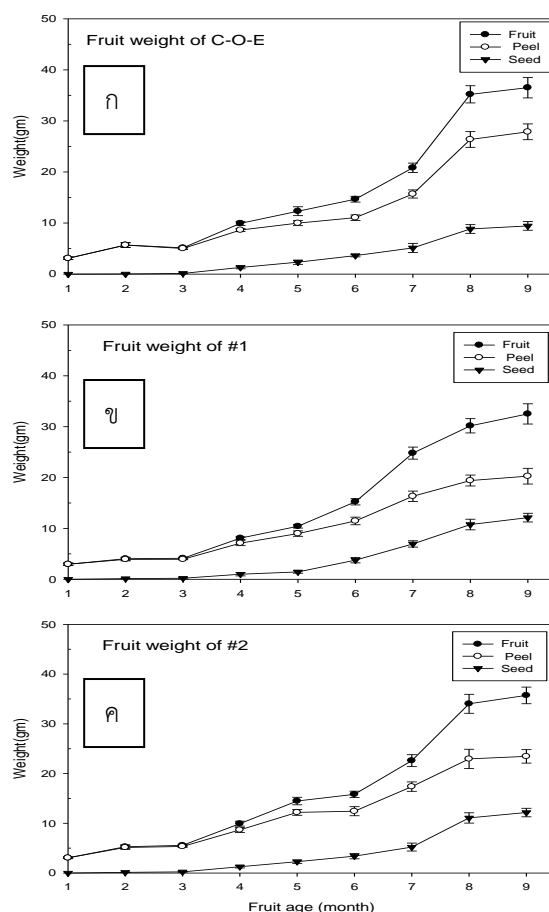 Fruit weight of C-O-E
Fruit
Peel
Seed
ก
Weight(gm)
50
40
30
20
10
0
1 2 3 4 5 6 7 8 9
Fruit weight of #1
Fruit
Peel
Seed
ข
Weight(gm)
50
40
30
20
10
0
1 2 3 4 5 6 7 8 9
Fruit weight of #2
Fruit
Peel
Seed
ค
Weight(gm)
50
40
30
20
10
0
1 2 3 4 5 6 7 8 9
Fruit age (month)